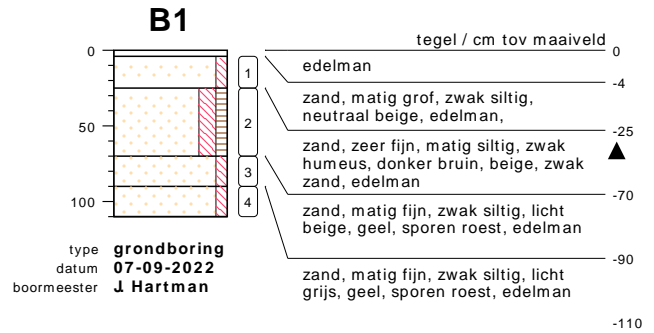 B1
tegel / cm tov maaiveld
0
0
edelman
-4
1
zand, matig grof, zwak siltig,
neutraal beige, edelman,
-25
50
2
zand, zeer fijn, matig siltig, zwak
humeus, donker bruin, beige, zwak
zand, edelman
-70
3
zand, matig fijn, zwak siltig, licht
beige, geel, sporen roest, edelman
-90
100
4
zand, matig fijn, zwak siltig, licht
grijs, geel, sporen roest, edelman
-110
type grondboring
datum 07-09-2022
boormeester J. Hartman